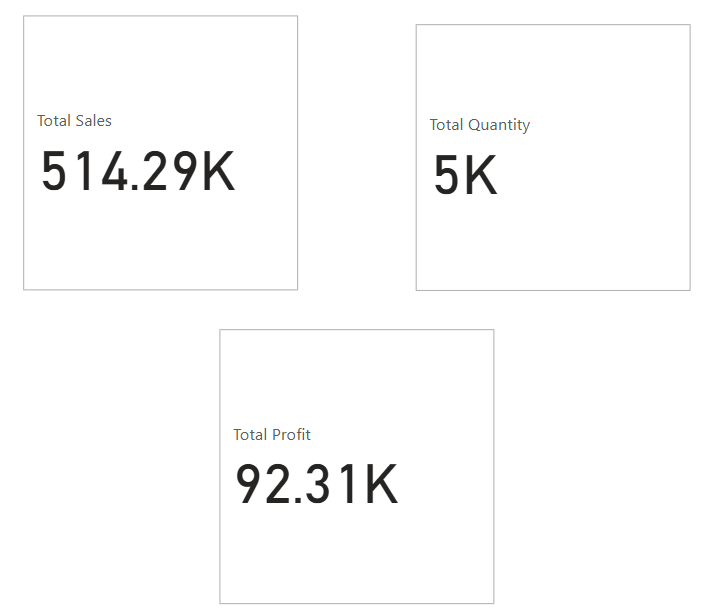 Total Sales
514.29K
Total Quantity
5K
Total Profit
92.31K